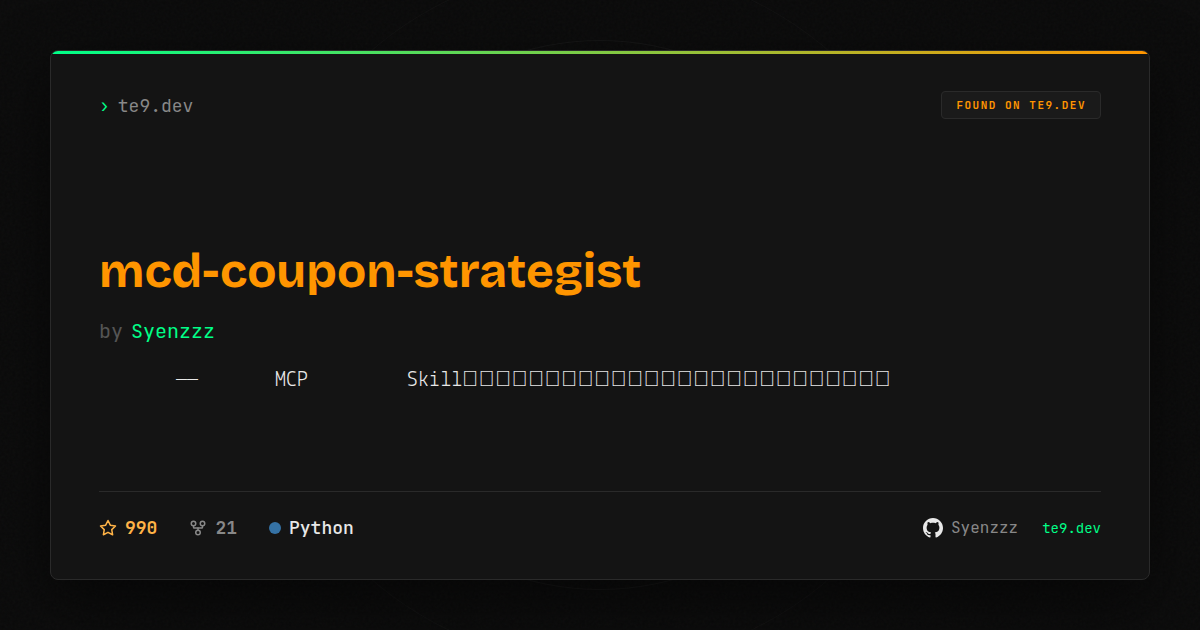 › te9.dev
FOUND ON TE9.DEV
mcd-coupon-strategist
by Syenzzz
— MCP Skill
990 21 Python
Syenzzz te9.dev